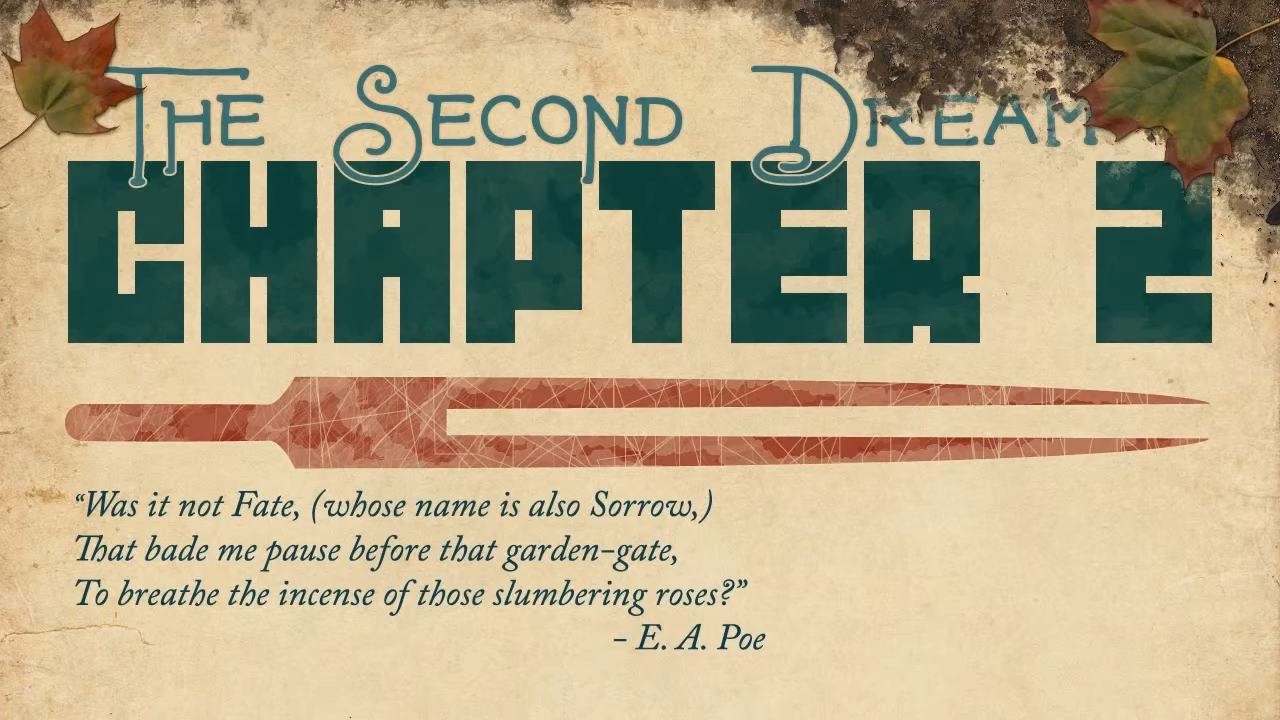 The Second Dream
CHAPTER 2
“Was it not Fate, (whose name is also Sorrow,)
That bade me pause before that garden-gate,
To breathe the incense of those slumbering roses?”
- E. A. Poe